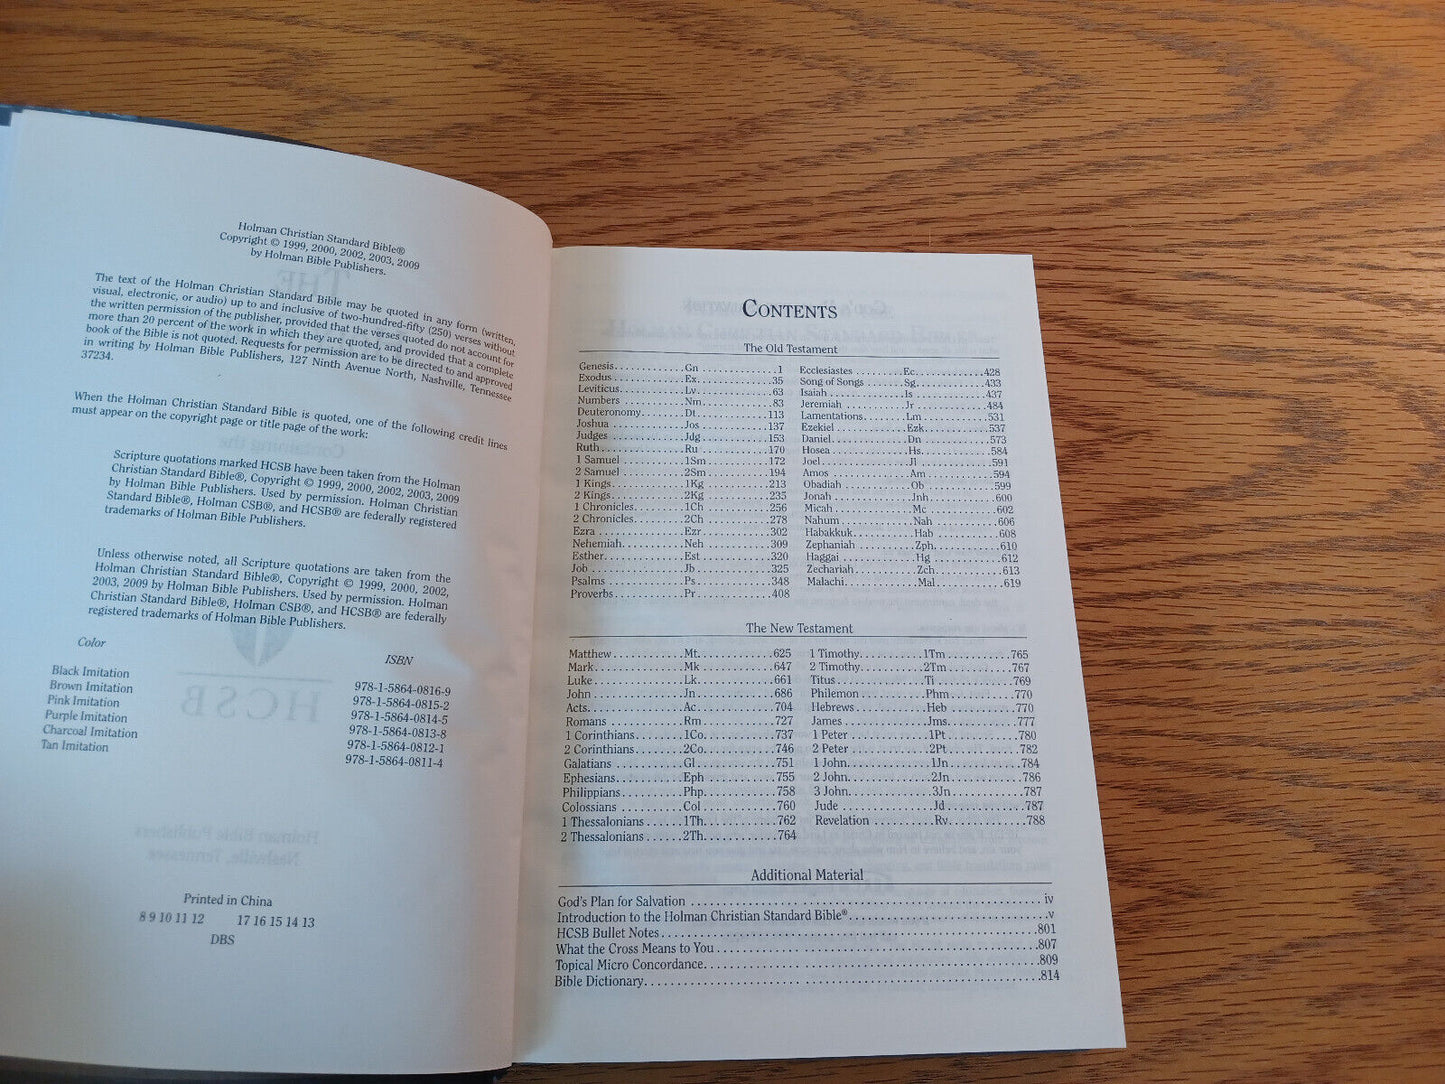 Holman Christian Standard Bible®
Copyright © 1999, 2000, 2002, 2003, 2009
by Holman Bible Publishers.
The text of the Holman Christian Standard Bible may be quoted in any form (written,
visual, electronic, or audio) up to and inclusive of two-hundred-fifty (250) verses without
the written permission of the publisher, provided that the verses quoted do not account for
more than 20 percent of the work in which they are quoted, and provided that a complete
book of the Bible is not quoted. Requests for permission are to be directed to and approved
in writing by Holman Bible Publishers, 127 Ninth Avenue North, Nashville, Tennessee
37234.
When the Holman Christian Standard Bible is quoted, one of the following credit lines
must appear on the copyright page or title page of the work:
Scripture quotations marked HCSB have been taken from the Holman
Christian Standard Bible®, Copyright © 1999, 2000, 2002, 2003, 2009
by Holman Bible Publishers. Used by permission. Holman Christian
Standard Bible®, Holman CSB®, and HCSB® are federally registered
trademarks of Holman Bible Publishers.
Unless otherwise noted, all Scripture quotations are taken from the
Holman Christian Standard Bible®, Copyright © 1999, 2000, 2002,
2003, 2009 by Holman Bible Publishers. Used by permission. Holman
Christian Standard Bible®, Holman CSB®, and HCSB® are federally
registered trademarks of Holman Bible Publishers.
Color ISBN
Black Imitation 978-1-5864-0816-9
Brown Imitation 978-1-5864-0815-2
Pink Imitation 978-1-5864-0814-5
Purple Imitation 978-1-5864-0813-8
Charcoal Imitation 978-1-5864-0812-1
Tan Imitation 978-1-5864-0811-4
Printed in China
8 9 10 11 12 17 16 15 14 13
DBS
CONTENTS
The Old Testament
Genesis Gn 1
Exodus Ex 35
Leviticus Lv 63
Numbers Nm 83
Deuteronomy Dt 113
Joshua Jos 137
Judges Jdg 153
Ruth Ru 170
1 Samuel 1Sm 172
2 Samuel 2Sm 194
1 Kings 1Kg 213
2 Kings 2Kg 235
1 Chronicles 1Ch 256
2 Chronicles 2Ch 278
Ezra Ezr 302
Nehemiah Neh 309
Esther Est 320
Job Jb 325
Psalms Ps 348
Proverbs Pr 408
Ecclesiastes Ec 428
Song of Songs Sg 433
Isaiah Is 437
Jeremiah Jr 484
Lamentations Lm 531
Ezekiel Ezk 537
Daniel Dn 573
Hosea Hs 584
Joel Jl 591
Amos Am 594
Obadiah Ob 599
Jonah Jnh 600
Micah Mc 602
Nahum Nah 606
Habakkuk Hab 608
Zephaniah Zph 610
Haggai Hg 612
Zechariah Zch 613
Malachi Mal 619
The New Testament
Matthew Mt 625
Mark Mk 647
Luke Lk 661
John Jn 686
Acts Ac 704
Romans Rm 727
1 Corinthians 1Co 737
2 Corinthians 2Co 746
Galatians Gl 751
Ephesians Eph 755
Philippians Php 758
Colossians Col 760
1 Thessalonians 1Th 762
2 Thessalonians 2Th 764
1 Timothy 1Tm 765
2 Timothy 2Tm 767
Titus Ti 769
Philemon Phm 770
Hebrews Heb 770
James Jms 777
1 Peter 1Pt 780
2 Peter 2Pt 782
1 John 1Jn 784
2 John 2Jn 786
3 John 3Jn 787
Jude Jd 787
Revelation Rv 788
Additional Material
God's Plan for Salvation iv
Introduction to the Holman Christian Standard Bible® v
HCSB Bullet Notes 801
What the Cross Means to You 807
Topical Micro Concordance 809
Bible Dictionary 814